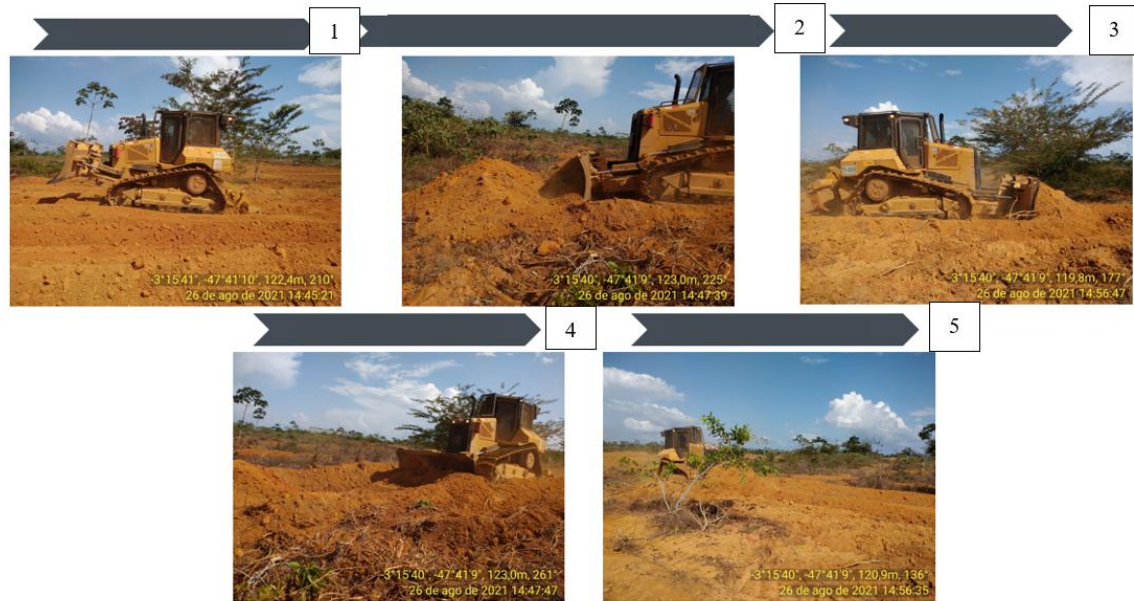 1
2
3
-3°15'41", -47°41'10", 122,4m, 210°
26 de ago de 2021 14:45:21
-3°15'40", -47°41'9", 123,0m, 225°
26 de ago de 2021 14:47:39
-3°15'40", -47°41'9", 119,8m, 177°
26 de ago de 2021 14:56:47
4
5
-3°15'40", -47°41'9", 123,0m, 261°
26 de ago de 2021 14:47:47
-3°15'40", -47°41'9", 120,9m, 136°
26 de ago de 2021 14:56:35